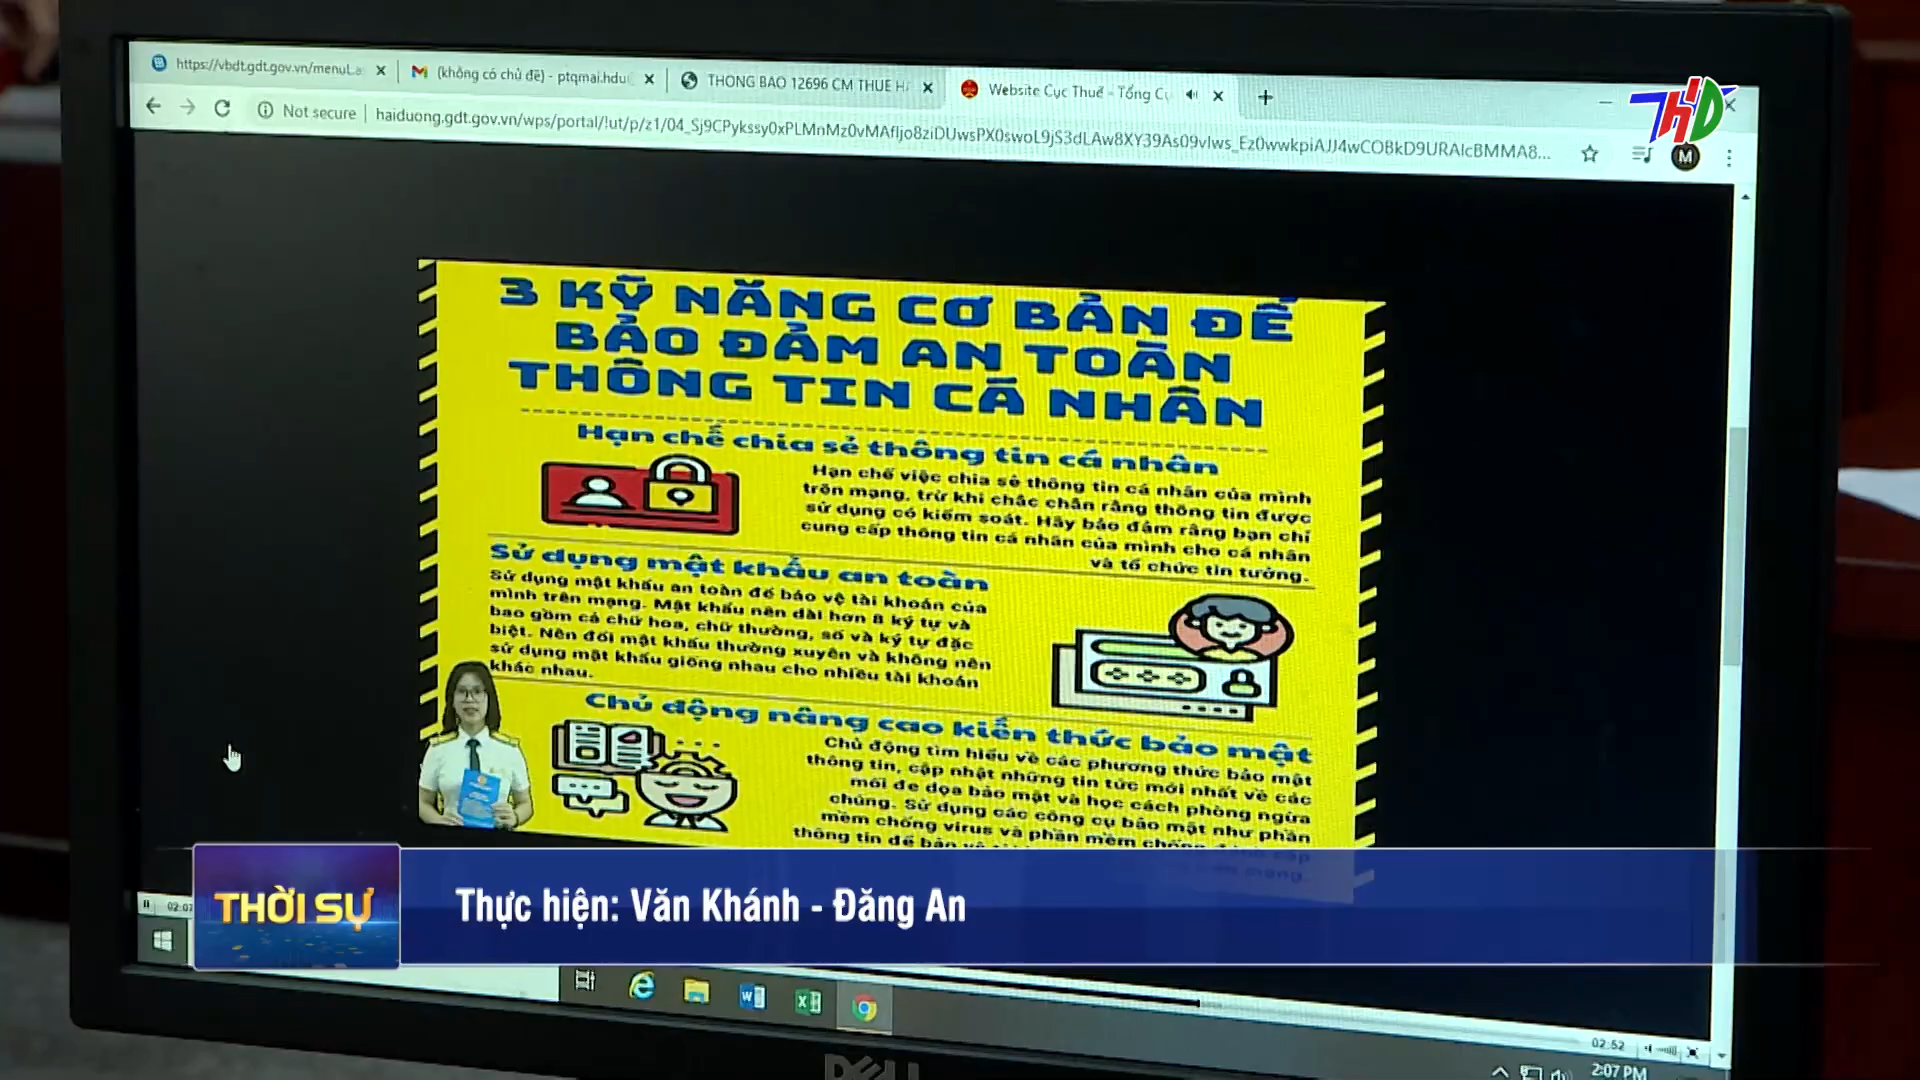 https://vbdt.gdt.gov.vn/menuLa
(không có chủ đề) - ptqmai.hdu
THONG BAO 12696 CM THUE H
Website Cục Thuế - Tổng Cụ
THD
Not secure
haiduong.gdt.gov.vn/wps/portal/!ut/p/z1/
M
3 KỸ NĂNG CƠ BẢN ĐỂ
BẢO ĐẢM AN TOÀN
THÔNG TIN CÁ NHÂN
Hạn chế chia sẻ thông tin cá nhân
Hạn chế việc chia sẻ thông tin cá nhân của mình
trên mạng, trừ khi chắc chắn rằng thông tin được
sử dụng có kiểm soát. Hãy bảo đảm rằng bạn chỉ
cung cấp thông tin cá nhân của mình cho cá nhân
và tổ chức tin tưởng.
Sử dụng mật khẩu an toàn
Sử dụng mật khẩu an toàn để bảo vệ tài khoản của
mình trên mạng. Mật khẩu nên dài hơn 8 ký tự và
bao gồm cả chữ hoa, chữ thường, số và ký tự đặc
biệt. Nên đổi mật khẩu thường xuyên và không nên
sử dụng mật khẩu giống nhau cho nhiều tài khoản
khác nhau.
Chủ động nâng cao kiến thức bảo mật
Chủ động tìm hiểu về các phương thức bảo mật
thông tin, cập nhật những tin tức mới nhất về các
mối đe dọa bảo mật và học cách phòng ngừa
chúng. Sử dụng các công cụ bảo mật như phần
mềm chống virus và phần mềm chống
thông tin để bảo vệ
02:07
THỜI SỰ
Thực hiện: Văn Khánh - Đăng An
02:52
2:07 PM
DELL